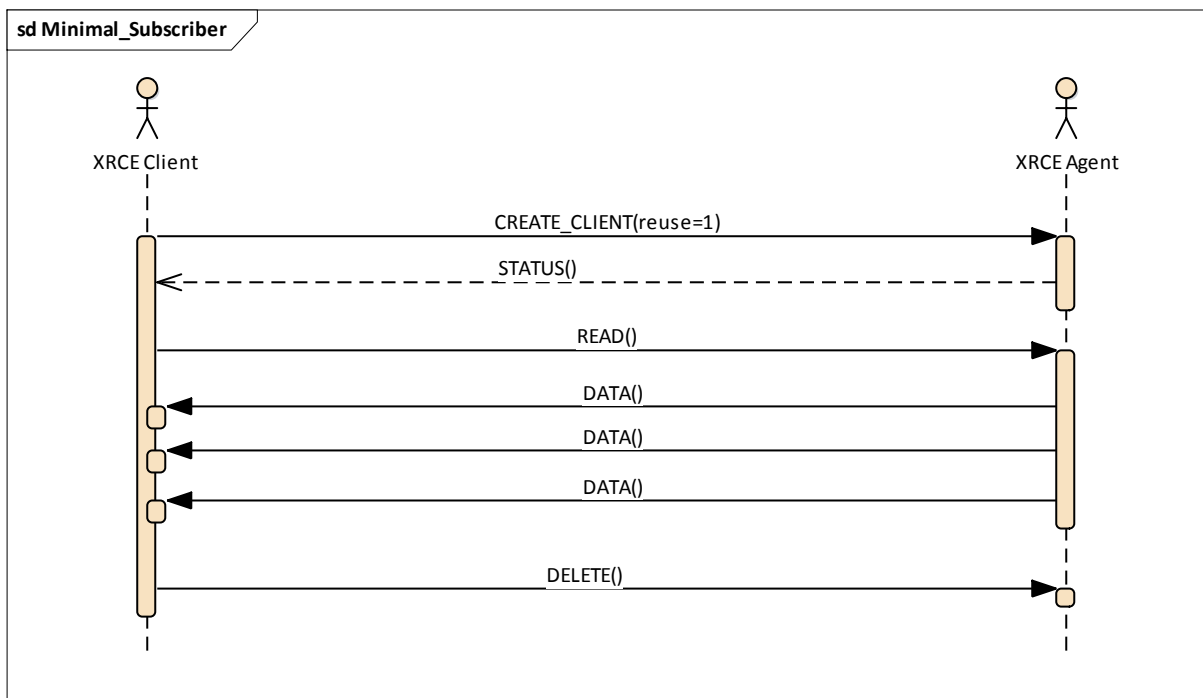 sd Minimal_Subscriber
XRCE Client
XRCE Agent
CREATE_CLIENT(reuse=1)
STATUS()
READ()
DATA()
DATA()
DATA()
DELETE()